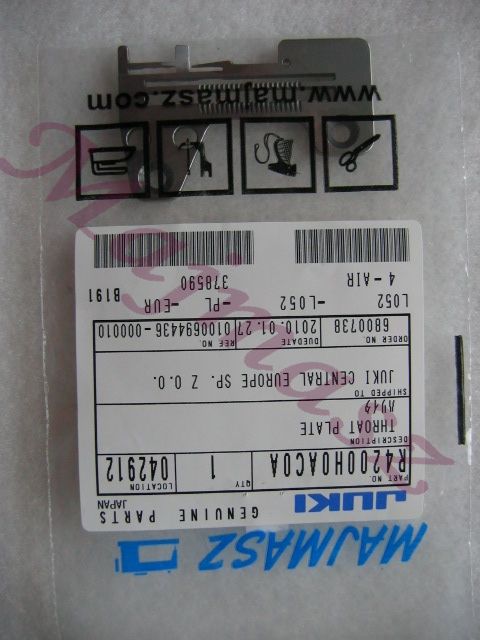 MAJMASZ
JUKI GENUINE PARTS
JAPAN
PART NO. QTY LOCATION
R4200H0AC0A 1 042912
DESCRIPTION
THROAT PLATE
SHIPPED TO
JUKI CENTRAL EUROPE SP. Z O.O.
ORDER NO. DUEDATE REF NO.
6800738 2010.01.27 0100694436-000010
L052 -L052 -PL -EUR B191
4-AIR 378590
www.majmasz.com
Majmasz